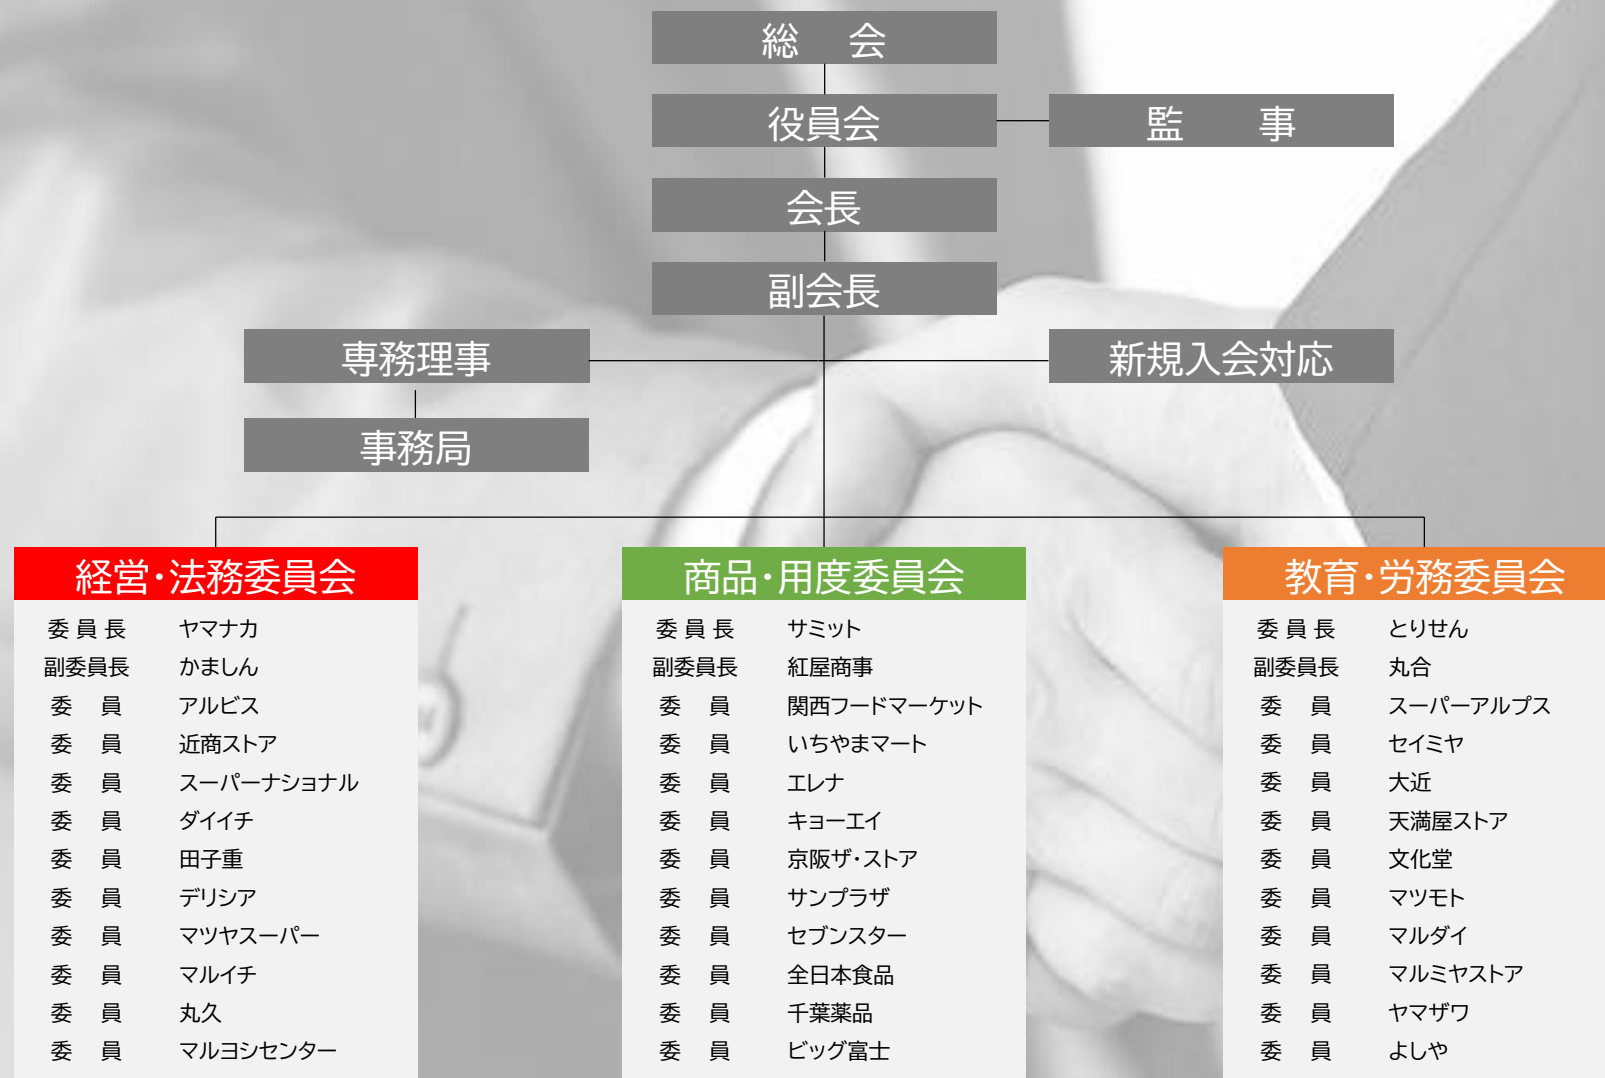 総　会
役員会
監　事
会長
副会長
専務理事
新規入会対応
事務局
経営・法務委員会
委 員 長　ヤマナカ
副委員長　かましん
委　員　アルビス
委　員　近商ストア
委　員　スーパーナショナル
委　員　ダイイチ
委　員　田子重
委　員　デリシア
委　員　マツヤスーパー
委　員　マルイチ
委　員　丸久
委　員　マルヨシセンター
商品・用度委員会
委 員 長　サミット
副委員長　紅屋商事
委　員　関西フードマーケット
委　員　いちやまマート
委　員　エレナ
委　員　キョーエイ
委　員　京阪ザ・ストア
委　員　サンプラザ
委　員　セブンスター
委　員　全日本食品
委　員　千葉薬品
委　員　ビッグ富士
教育・労務委員会
委 員 長　とりせん
副委員長　丸合
委　員　スーパーアルプス
委　員　セイミヤ
委　員　大近
委　員　天満屋ストア
委　員　文化堂
委　員　マツモト
委　員　マルダイ
委　員　マルミヤストア
委　員　ヤマザワ
委　員　よしや